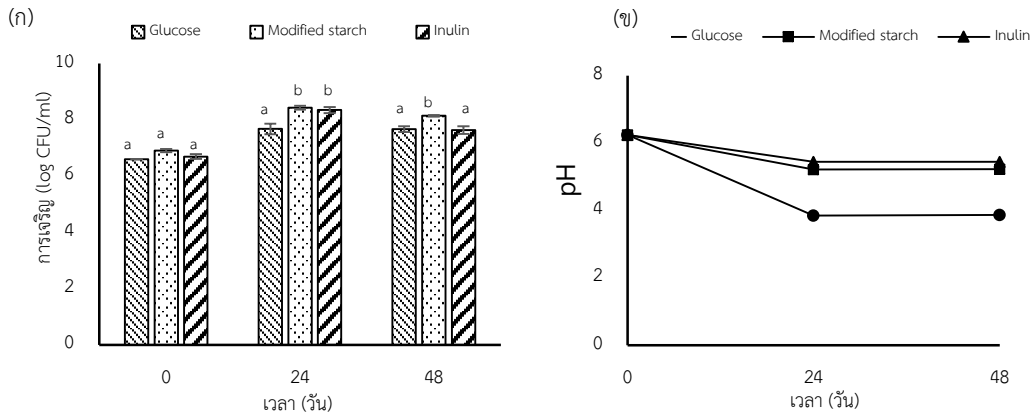 (ก)
Glucose Modified starch Inulin
การเจริญ (log CFU/ml)
10
8
6
4
2
0
a a a
a b b
a b a
0 24 48
เวลา (วัน)
(ข)
Glucose Modified starch Inulin
pH
8
6
4
2
0
0 24 48
เวลา (วัน)